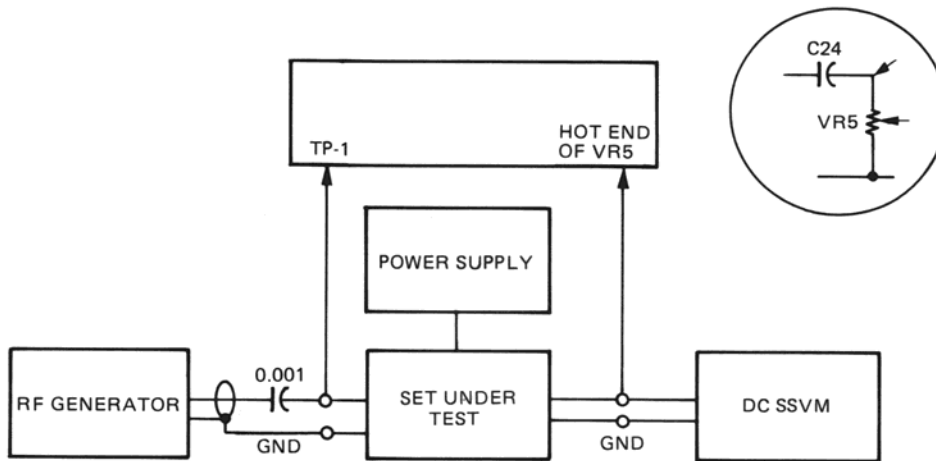 C24
VR5
TP-1
HOT END
OF VR5
POWER SUPPLY
RF GENERATOR
0.001
GND
SET UNDER
TEST
GND
DC SSVM